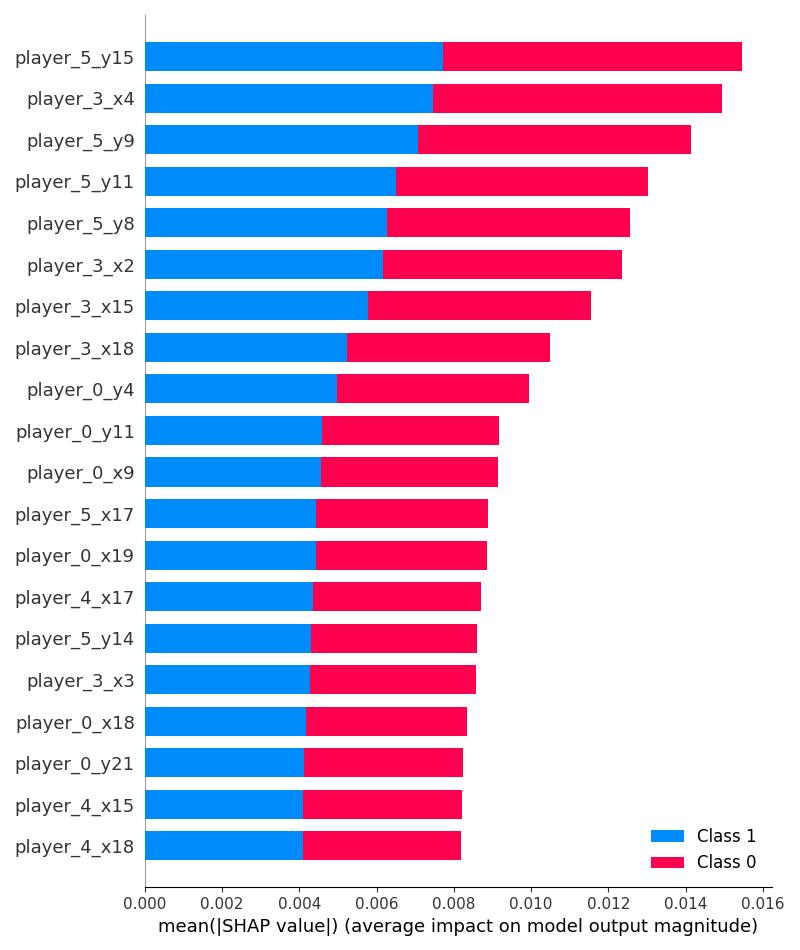 player_5_y15
player_3_x4
player_5_y9
player_5_y11
player_5_y8
player_3_x2
player_3_x15
player_3_x18
player_0_y4
player_0_y11
player_0_x9
player_5_x17
player_0_x19
player_4_x17
player_5_y14
player_3_x3
player_0_x18
player_0_y21
player_4_x15
player_4_x18
Class 1
Class 0
0.000 0.002 0.004 0.006 0.008 0.010 0.012 0.014 0.016
mean(|SHAP value|) (average impact on model output magnitude)